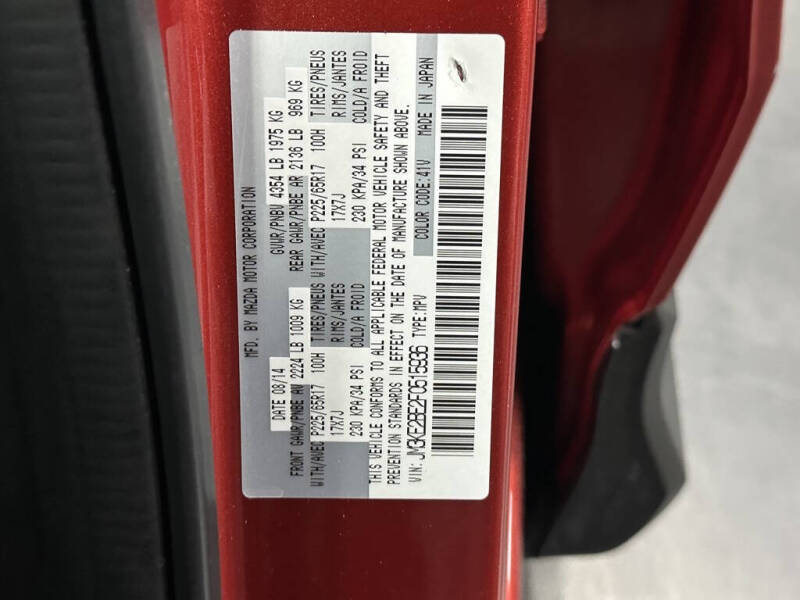 MFD. BY MAZDA MOTOR CORPORATION
DATE 08/14 GVWR/PNBV 4354 LB 1975 KG
FRONT GAWR/PNBE AV 2224 LB 1009 KG REAR GAWR/PNBE AR 2136 LB 969 KG
WITH/AVEC P225/65R17 100H TIRES/PNEUS WITH/AVEC P225/65R17 100H TIRES/PNEUS
17X7J RIMS/JANTES 17X7J RIMS/JANTES
230 KPA/34 PSI COLD/A FROID 230 KPA/34 PSI COLD/A FROID
THIS VEHICLE CONFORMS TO ALL APPLICABLE FEDERAL MOTOR VEHICLE SAFETY AND THEFT
PREVENTION STANDARDS IN EFFECT ON THE DATE OF MANUFACTURE SHOWN ABOVE.
VIN: JM3KE2BE2F0515936 TYPE:MPV COLOR CODE:41V MADE IN JAPAN